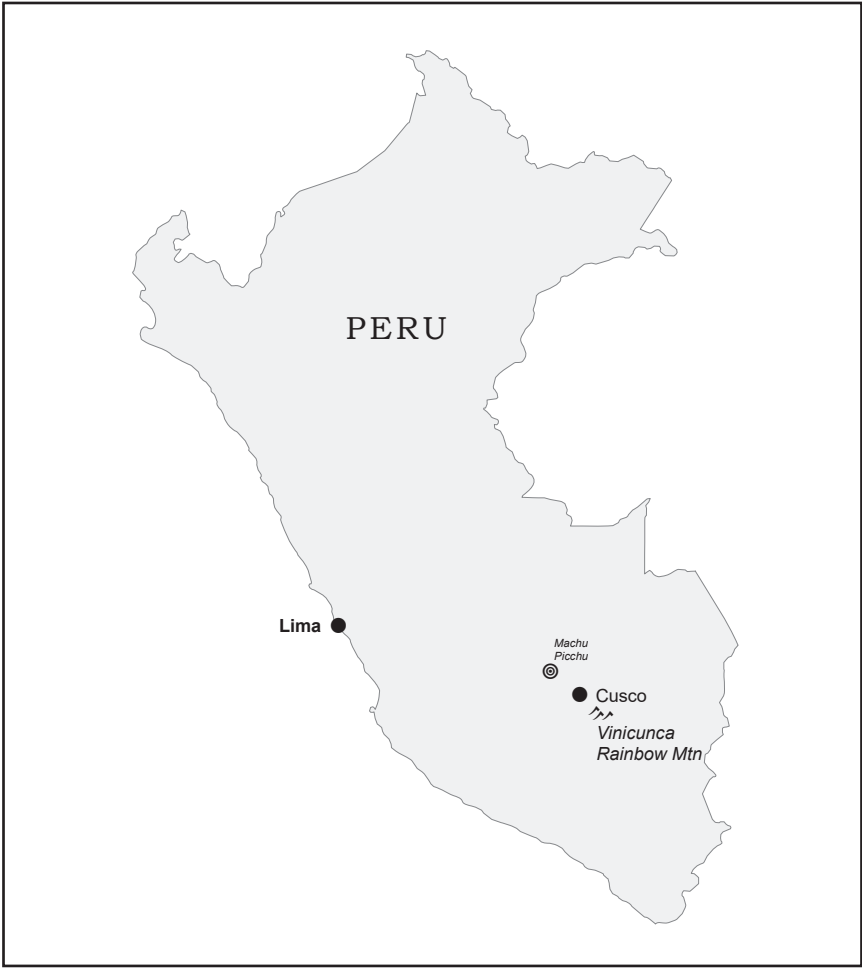 PERU
Lima
Machu
Picchu
Cusco
Vinicunca
Rainbow Mtn